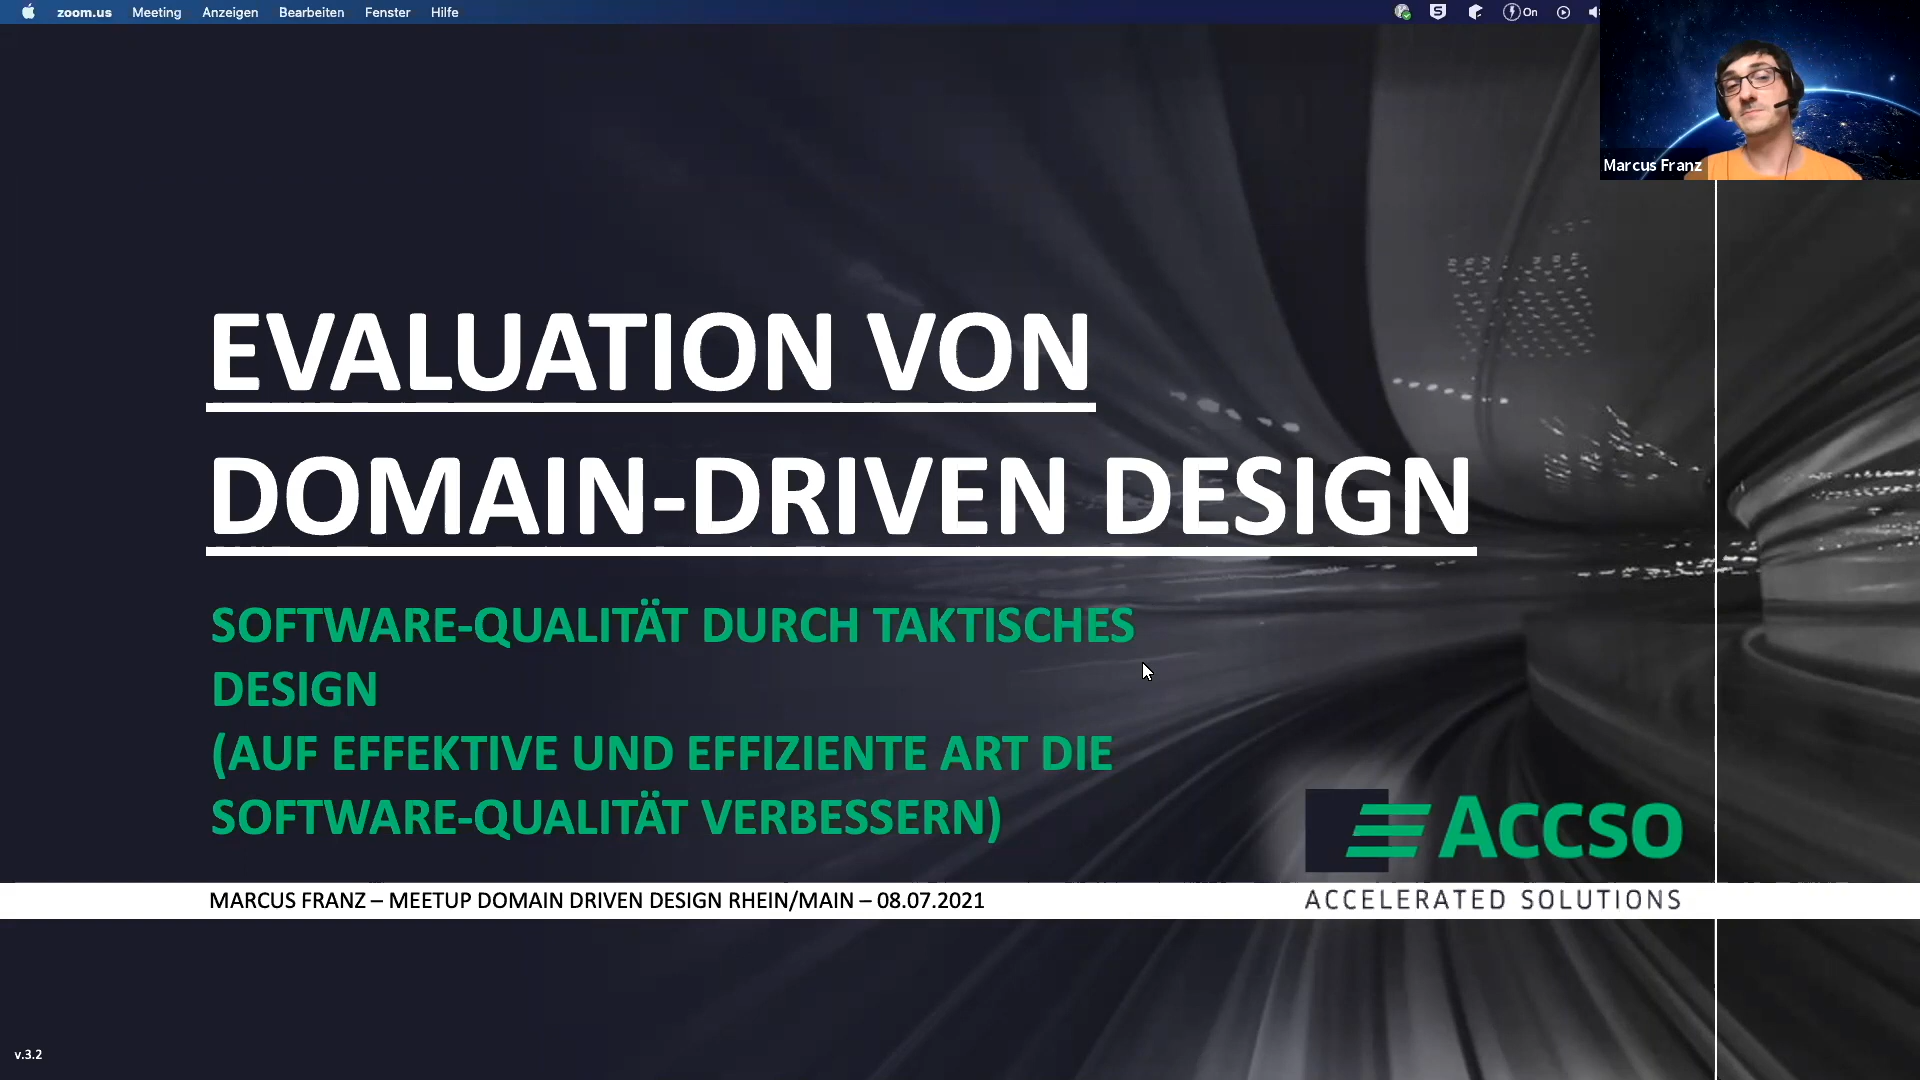 zoom.us Meeting Anzeigen Bearbeiten Fenster Hilfe
On
Marcus Franz
EVALUATION VON
DOMAIN-DRIVEN DESIGN
SOFTWARE-QUALITÄT DURCH TAKTISCHES
DESIGN
(AUF EFFEKTIVE UND EFFIZIENTE ART DIE
SOFTWARE-QUALITÄT VERBESSERN)
ACCSO
MARCUS FRANZ – MEETUP DOMAIN DRIVEN DESIGN RHEIN/MAIN – 08.07.2021
ACCELERATED SOLUTIONS
v.3.2